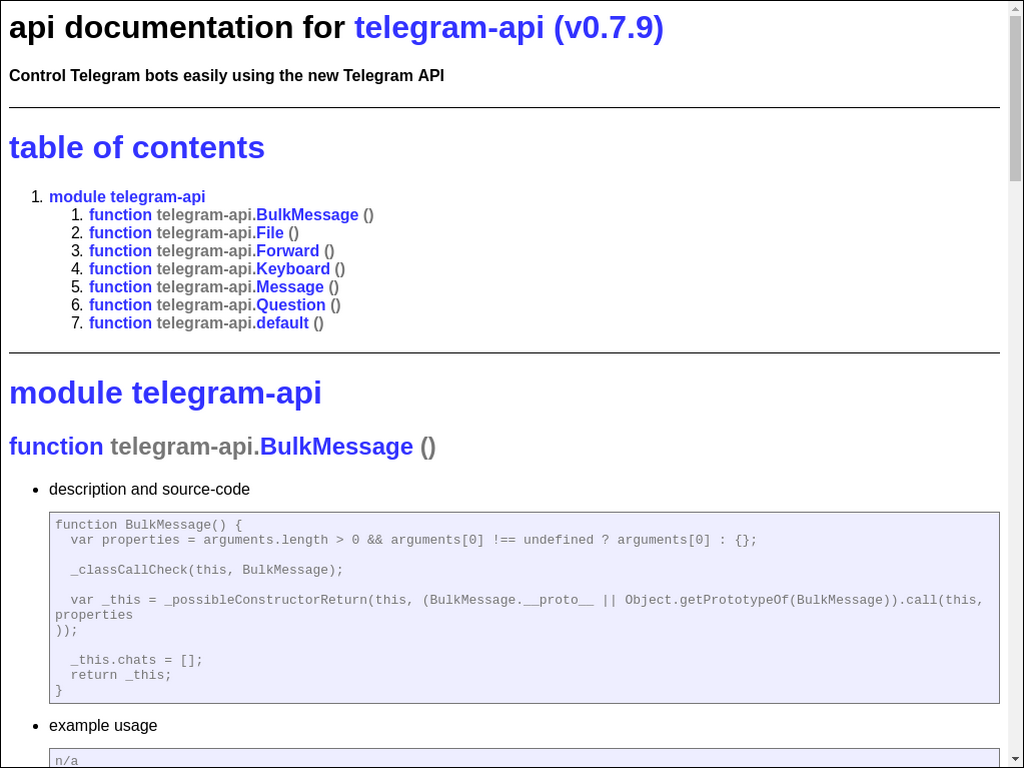 api documentation for telegram-api (v0.7.9)
Control Telegram bots easily using the new Telegram API
table of contents
1. module telegram-api
1. function telegram-api.BulkMessage ()
2. function telegram-api.File ()
3. function telegram-api.Forward ()
4. function telegram-api.Keyboard ()
5. function telegram-api.Message ()
6. function telegram-api.Question ()
7. function telegram-api.default ()
module telegram-api
function telegram-api.BulkMessage ()
• description and source-code
function BulkMessage() {
  var properties = arguments.length > 0 && arguments[0] !== undefined ? arguments[0] : {};
  _classCallCheck(this, BulkMessage);
  var _this = _possibleConstructorReturn(this, (BulkMessage.__proto__ || Object.getPrototypeOf(BulkMessage)).call(this,
properties
));
  _this.chats = [];
  return _this;
}
• example usage
n/a